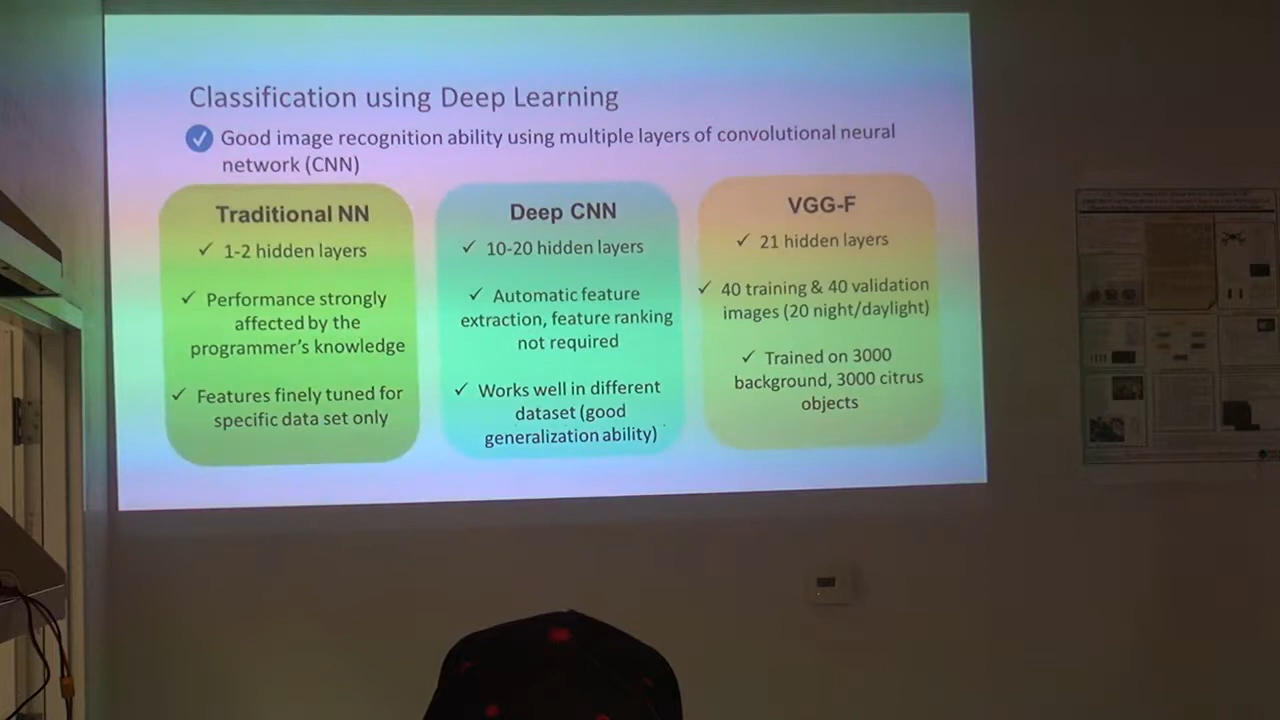 Classification using Deep Learning
Good image recognition ability using multiple layers of convolutional neural
network (CNN)
Traditional NN
✓ 1-2 hidden layers
✓ Performance strongly
affected by the
programmer's knowledge
✓ Features finely tuned for
specific data set only
Deep CNN
✓ 10-20 hidden layers
✓ Automatic feature
extraction, feature ranking
not required
✓ Works well in different
dataset (good
generalization ability)
VGG-F
✓ 21 hidden layers
✓ 40 training & 40 validation
images (20 night/daylight)
✓ Trained on 3000
background, 3000 citrus
objects